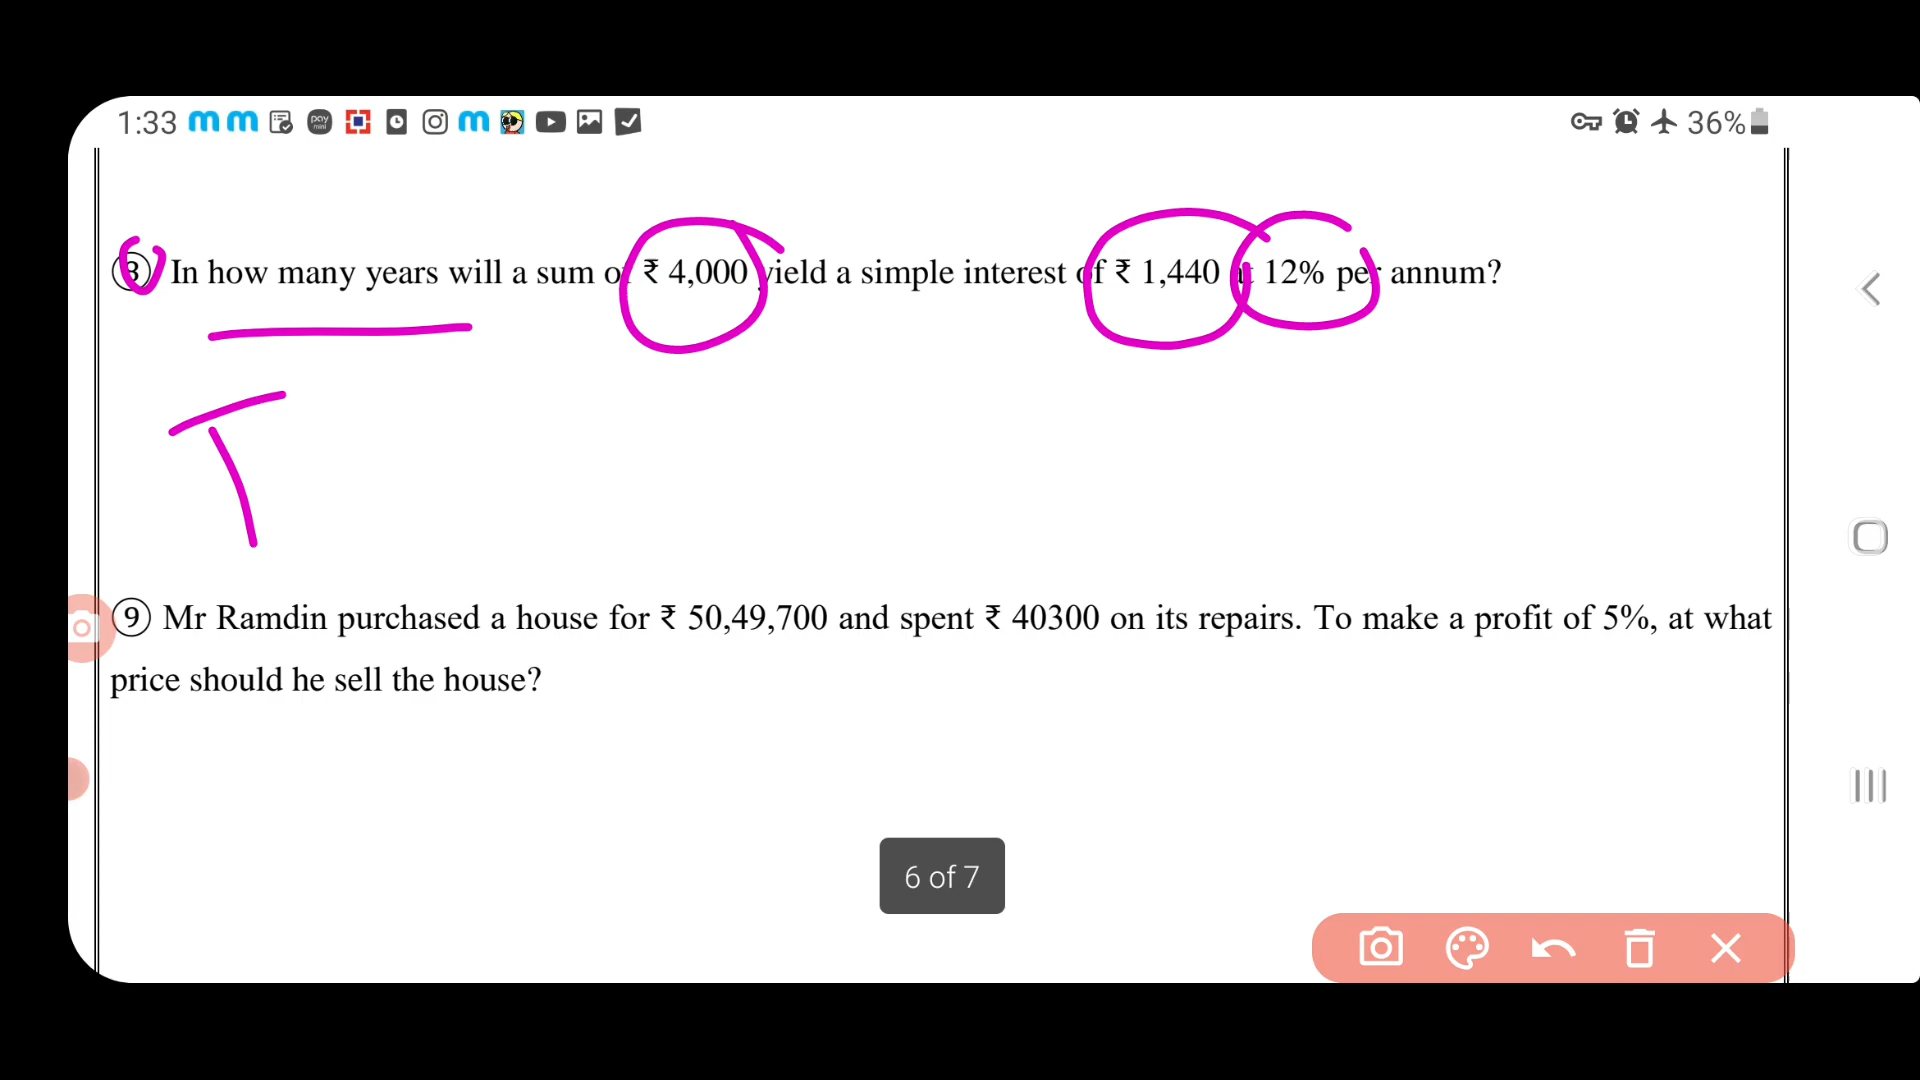 1:33 pay mini 36%
⑧ In how many years will a sum of ₹ 4,000 yield a simple interest of ₹ 1,440 at 12% per annum?
T
⑨ Mr Ramdin purchased a house for ₹ 50,49,700 and spent ₹ 40300 on its repairs. To make a profit of 5%, at what
price should he sell the house?
6 of 7